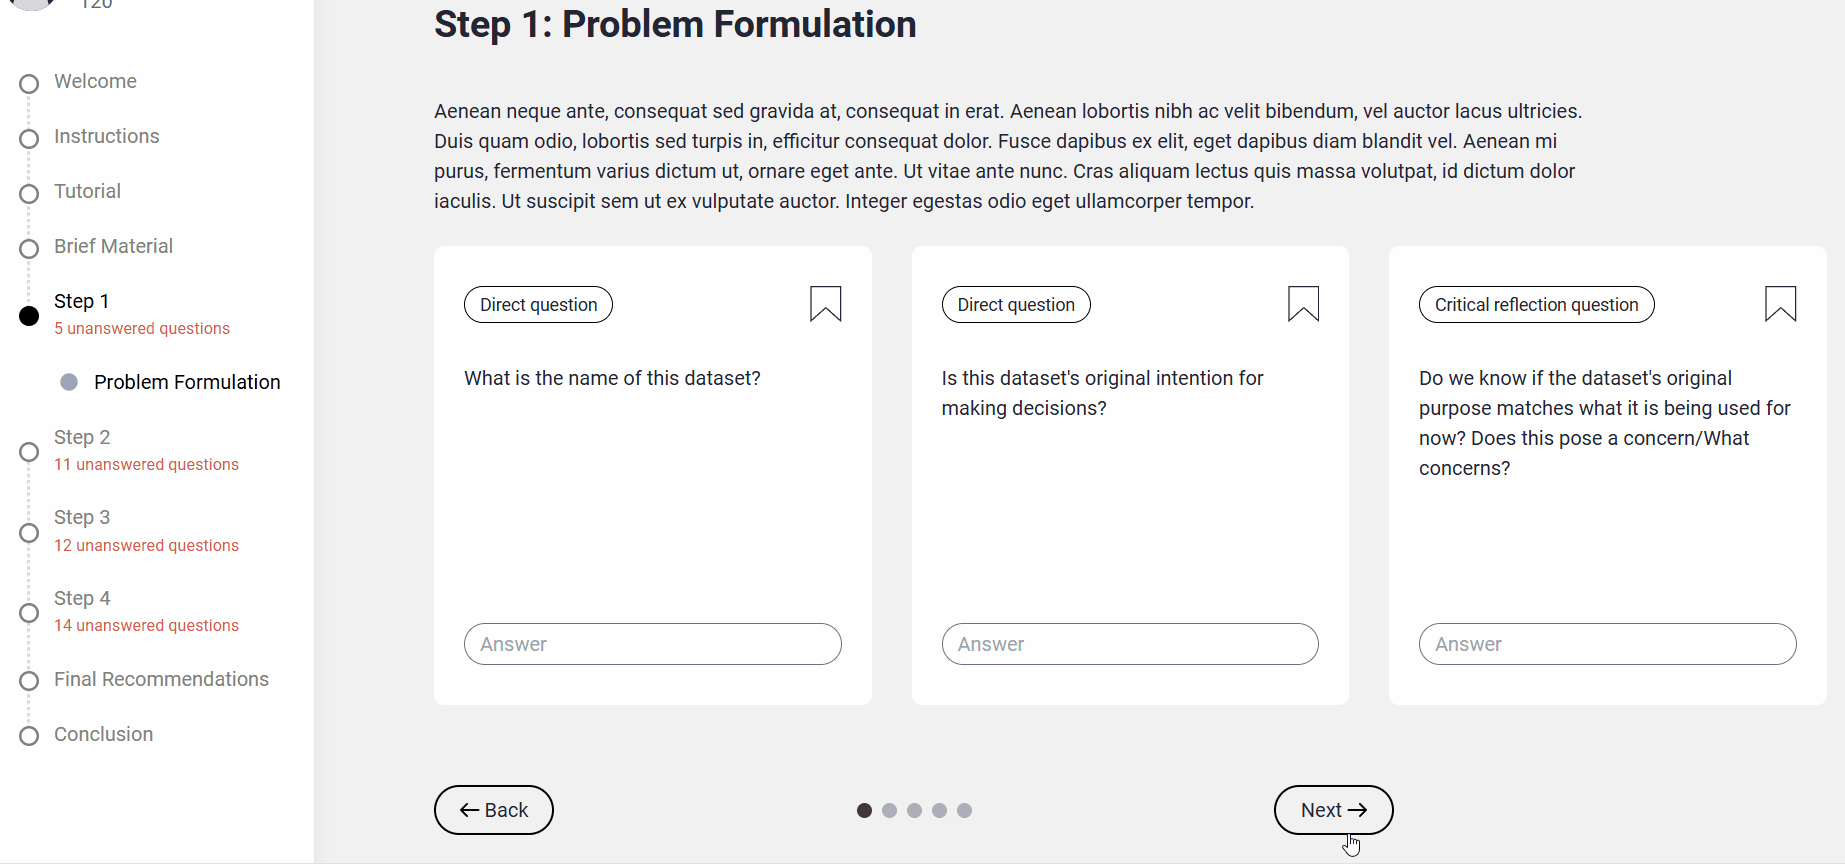 120
Welcome
Instructions
Tutorial
Brief Material
Step 1
5 unanswered questions
Problem Formulation
Step 2
11 unanswered questions
Step 3
12 unanswered questions
Step 4
14 unanswered questions
Final Recommendations
Conclusion
Step 1: Problem Formulation
Aenean neque ante, consequat sed gravida at, consequat in erat. Aenean lobortis nibh ac velit bibendum, vel auctor lacus ultricies.
Duis quam odio, lobortis sed turpis in, efficitur consequat dolor. Fusce dapibus ex elit, eget dapibus diam blandit vel. Aenean mi
purus, fermentum varius dictum ut, ornare eget ante. Ut vitae ante nunc. Cras aliquam lectus quis massa volutpat, id dictum dolor
iaculis. Ut suscipit sem ut ex vulputate auctor. Integer egestas odio eget ullamcorper tempor.
Direct question
What is the name of this dataset?
Answer
Direct question
Is this dataset's original intention for
making decisions?
Answer
Critical reflection question
Do we know if the dataset's original
purpose matches what it is being used for
now? Does this pose a concern/What
concerns?
Answer
Back
Next